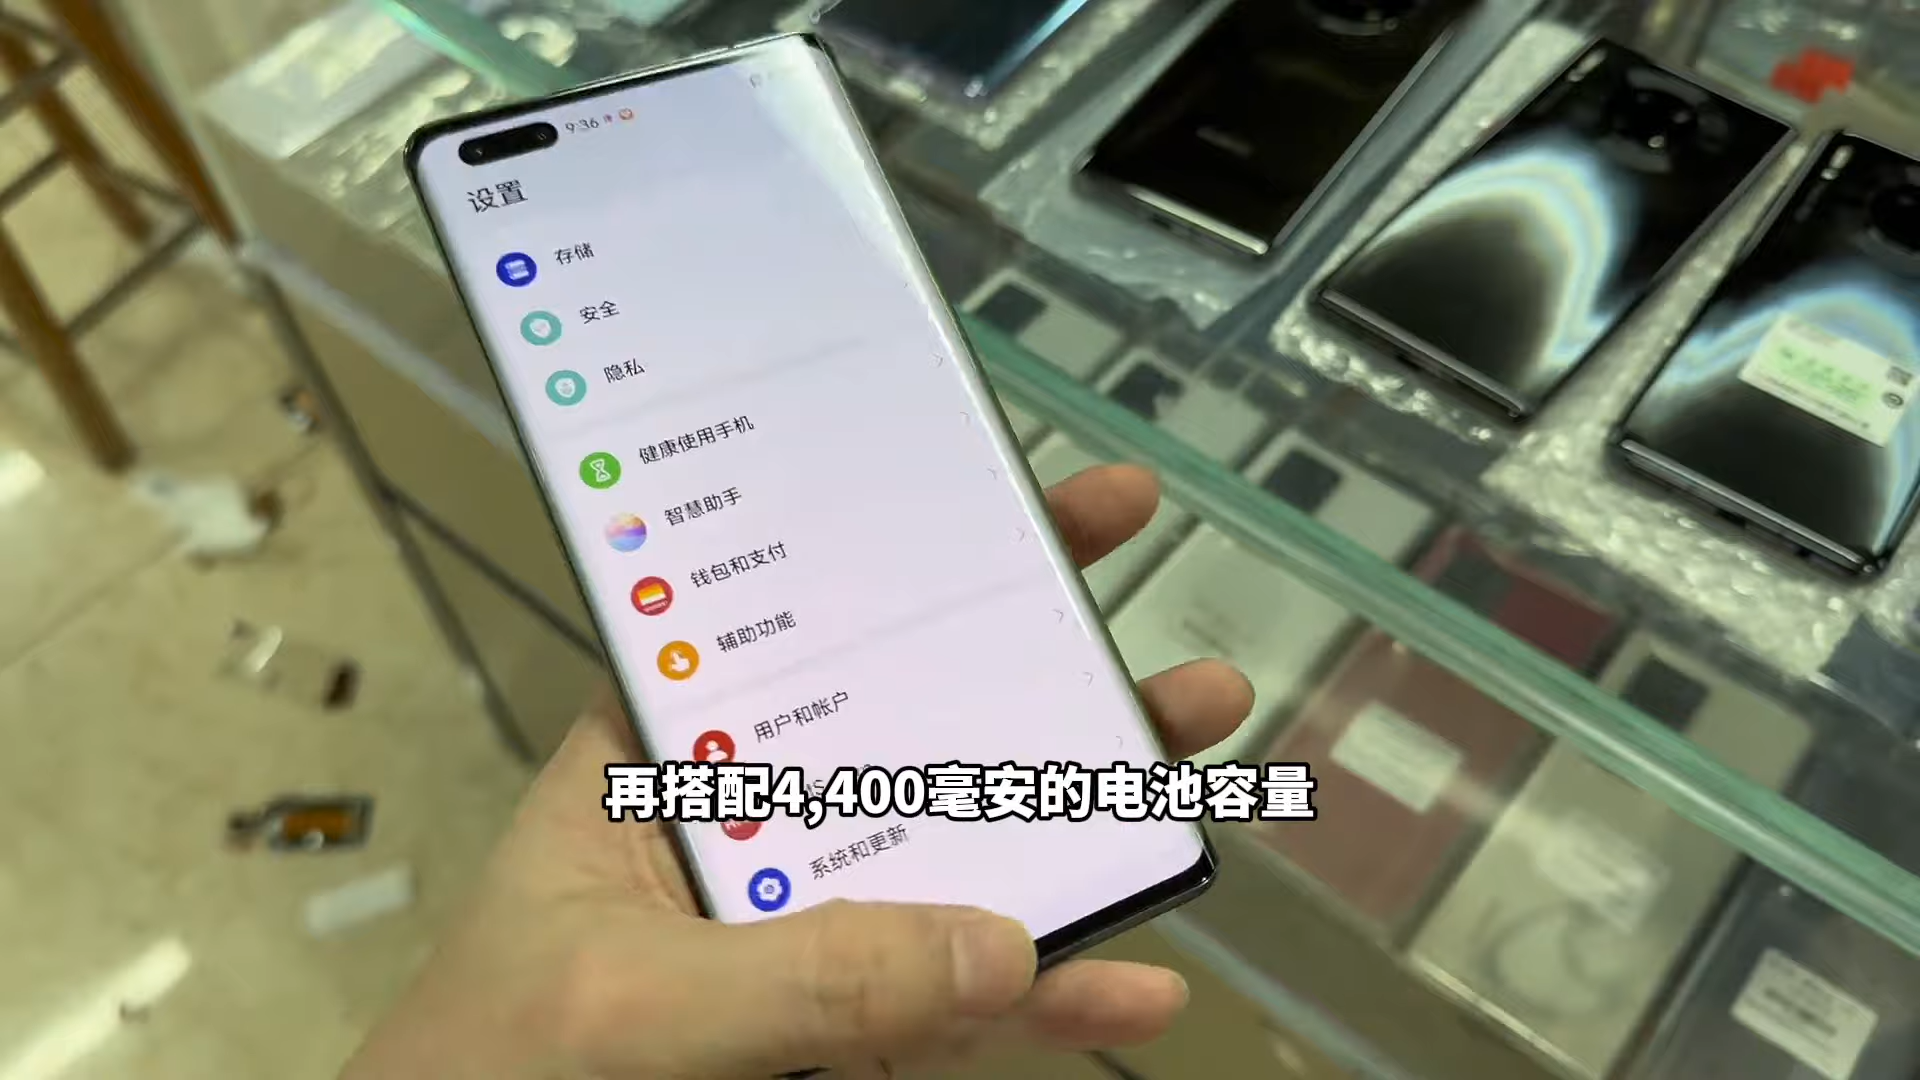 9:36
设置
存储
安全
隐私
健康使用手机
智慧助手
钱包和支付
辅助功能
用户和帐户
再搭配4,400毫安的电池容量
系统和更新